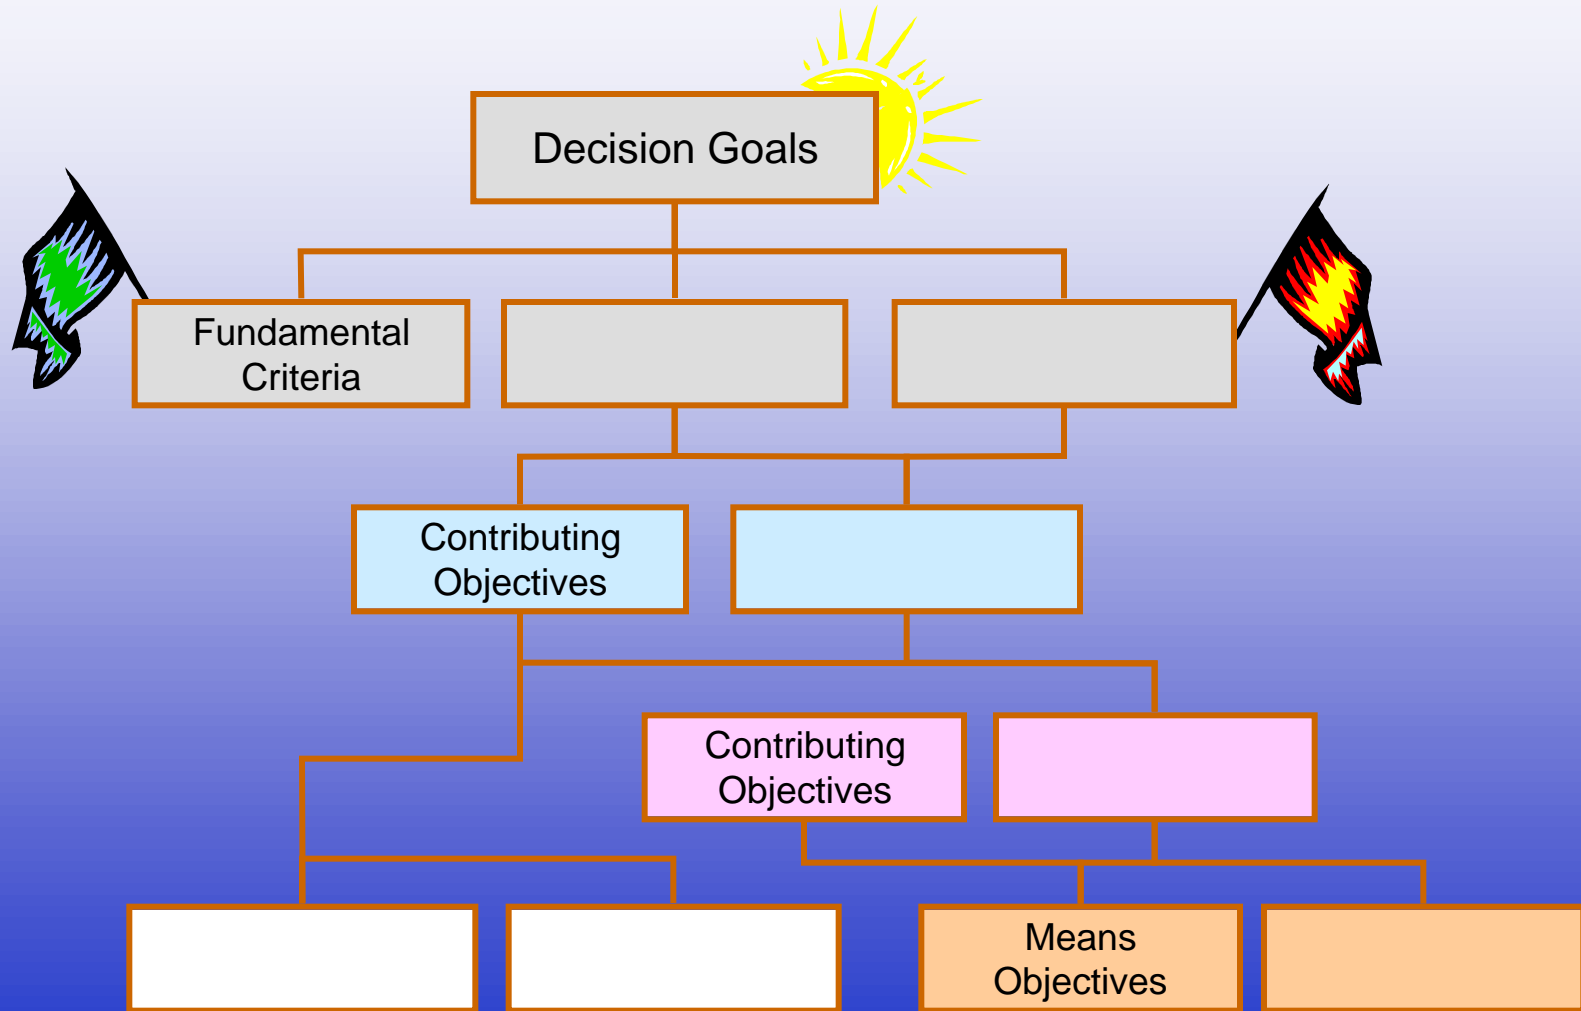 Decision Goals
Fundamental
Criteria
Contributing
Objectives
Contributing
Objectives
Means
Objectives